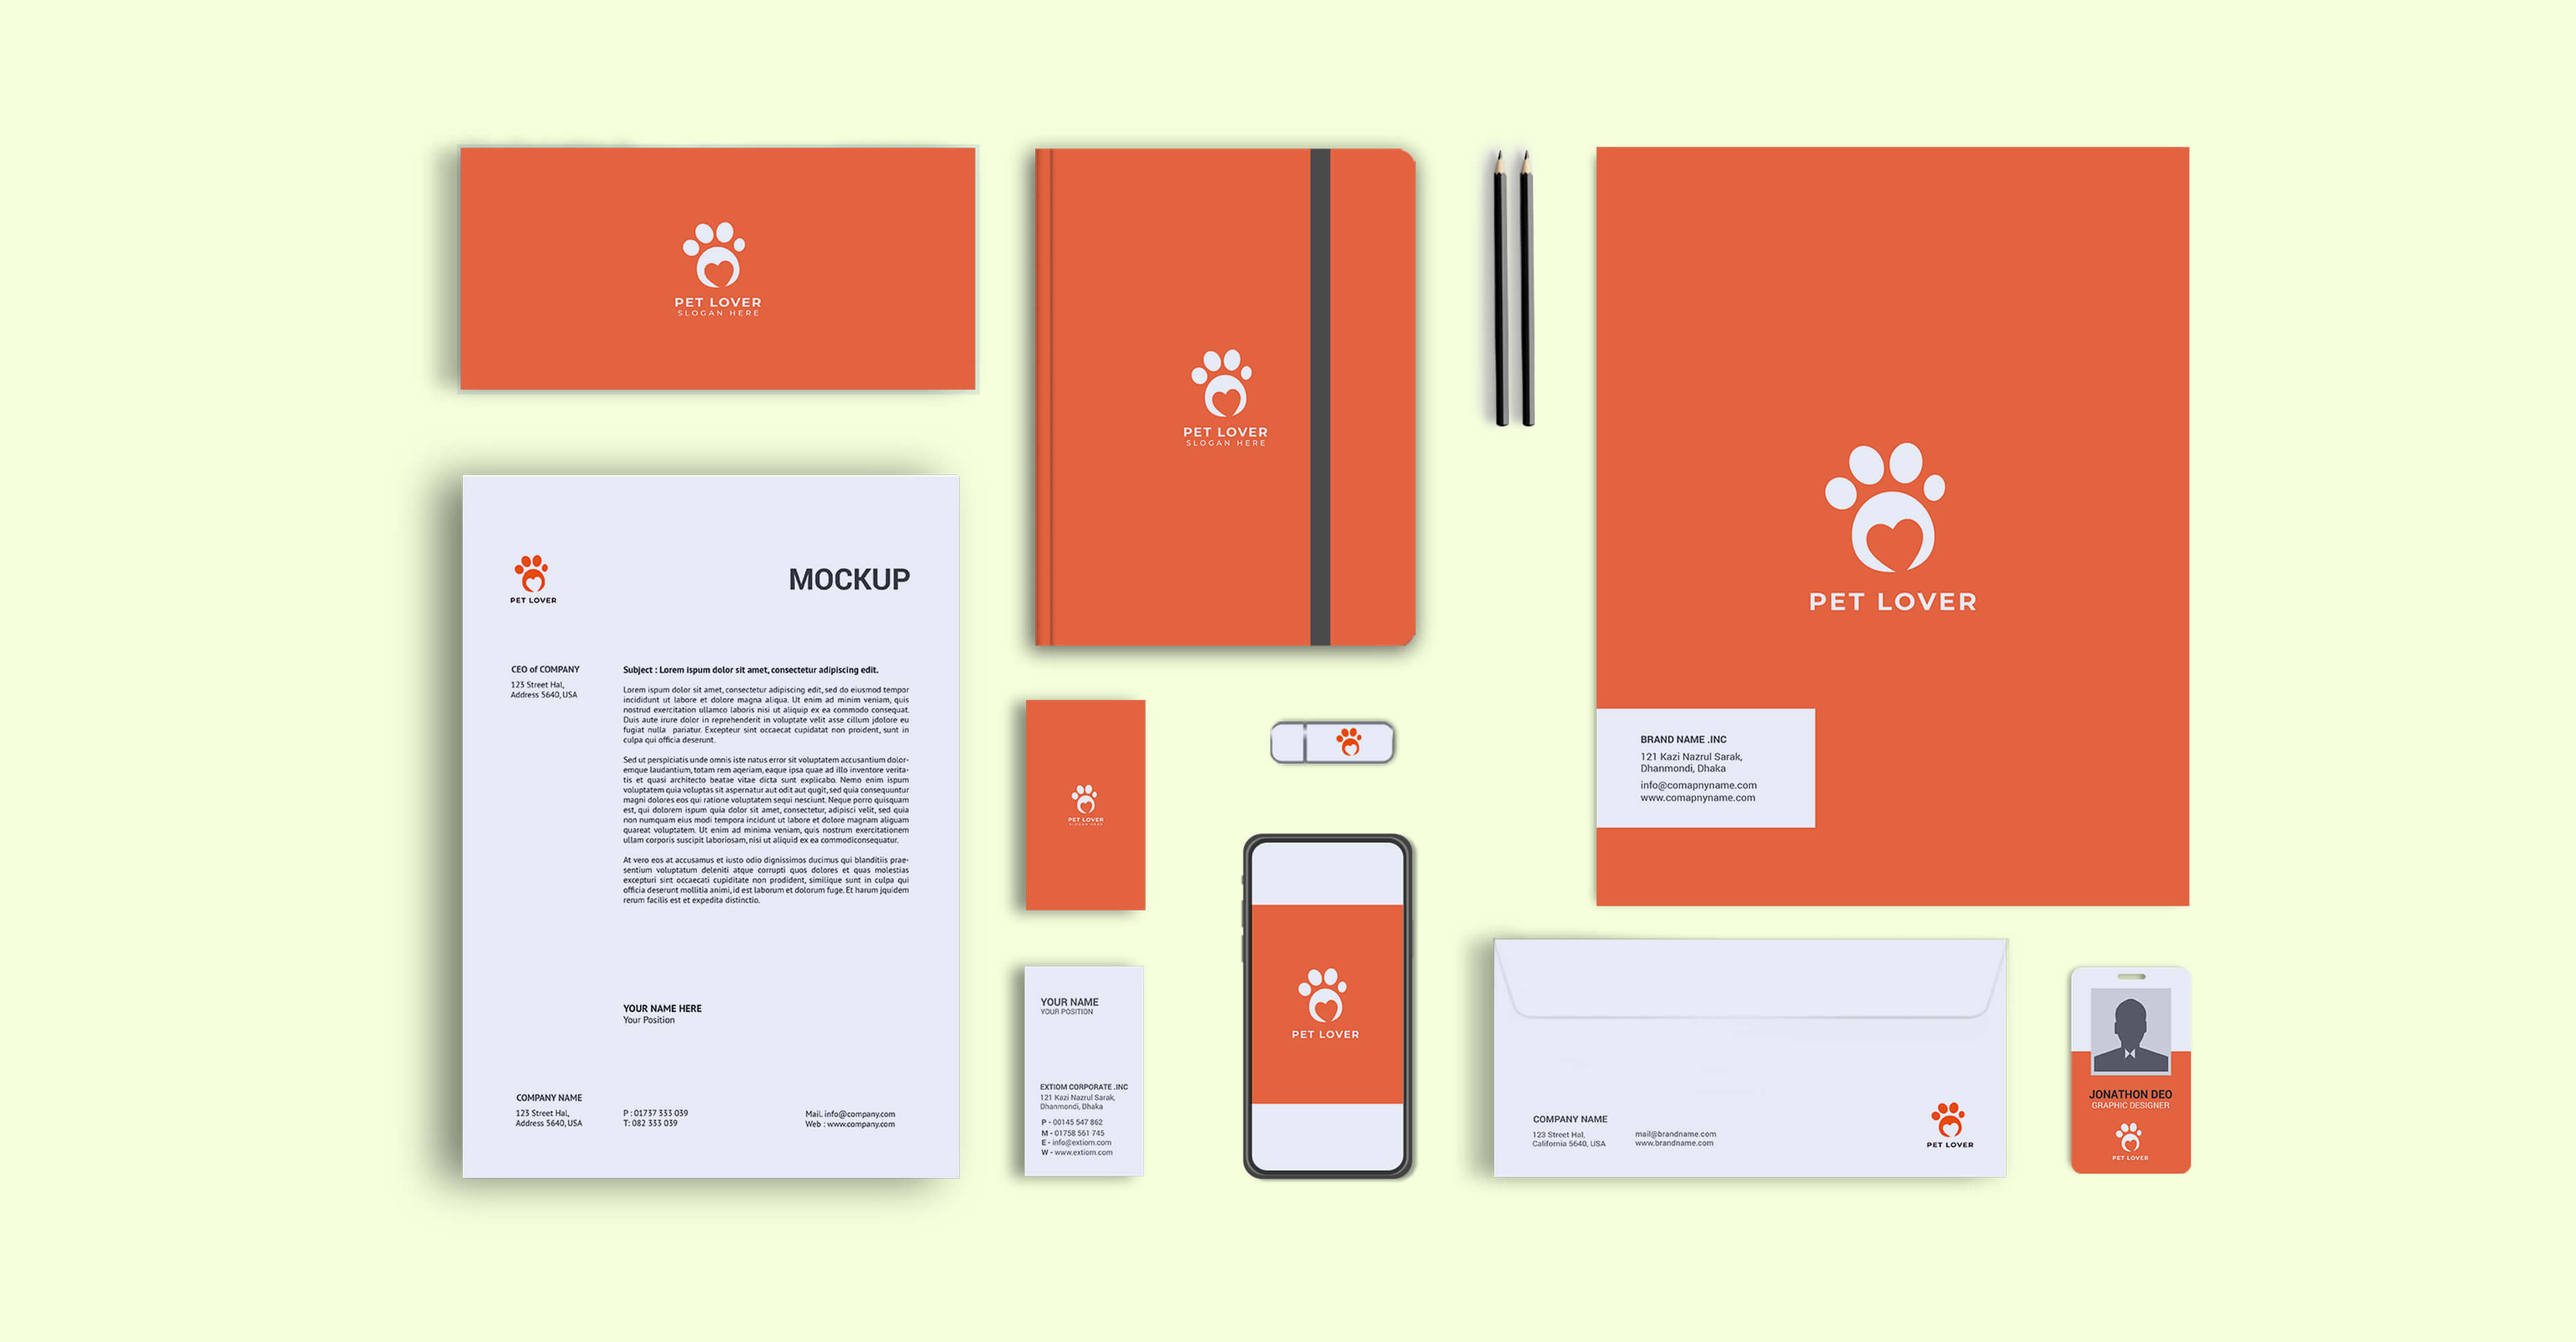 PET LOVER
SLOGAN HERE
PET LOVER
MOCKUP
CEO of COMPANY
123 Street Hal,
Address 5640, USA
Subject : Lorem ispum dolor sit amet, consectetur adipiscing edit.
Lorem ispum dolor sit amet, consectetur adipiscing edit, sed do eiusmod tempor
incididunt ut labore et dolore magna aliqua. Ut enim ad minim veniam, quis
nostrud exercitation ullamco laboris nisi ut aliquip ex ea commodo consequat.
Duis aute irure dolor in reprehenderit in voluptate velit asse cillum jdolore eu
fugiat nulla pariatur. Excepteur sint occaecat cupidatat non proident, sunt in
culpa qui officia deserunt.
Sed ut perspiciatis unde omnis iste natus error sit voluptatem accusantium dolor-
emque laudantium, totam rem aqeriam, eaque ipsa quae ad illo inventore verita-
tis et quasi architecto beatae vitae dicta sunt explicabo. Nemo enim ispum
voluptatem quia voluptas sit aspernatur aut odit aut qugit, sed quia consequuntur
magni dolores eos qui ratione voluptatem sequi nesciunt. Neque porro quisquam
est, qui dolorem ispum quia dolor sit amet, consectetur, adipisci velit, sed quia
non numquam eius modi tempora incidunt ut labore et dolore magnam aliguam
quareat voluptatem. Ut enim ad minima veniam, quis nostrum exercitationem
ullam corporis suscipit laboriosam, nisi ut aliquid ex ea commodiconsequatur.
At vero eos at accusamus et iusto odio dignissimos ducimus qui blanditiis prae-
sentium voluptatum deleniti atque corrupti quos dolores et quas molestias
excepturi sint occaecati cupiditate non prodident, similique sunt in culpa qui
officia deserunt mollitia animi, id est laborum et dolorum fuge. Et harum jquidem
rerum facilis est et expedita distinctio.
YOUR NAME HERE
Your Position
COMPANY NAME
123 Street Hal,
Address 5640, USA
P : 01737 333 039
T: 082 333 039
Mail. info@company.com
Web : www.company.com
PET LOVER
SLOGAN HERE
PET LOVER
SLOGAN HERE
YOUR NAME
YOUR POSITION
EXTIOM CORPORATE .INC
121 Kazi Nazrul Sarak,
Dhanmondi, Dhaka
P - 00145 547 862
M - 01758 561 745
E - info@extiom.com
W - www.extiom.com
PET LOVER
PET LOVER
BRAND NAME .INC
121 Kazi Nazrul Sarak,
Dhanmondi, Dhaka
info@comapnyname.com
www.comapnyname.com
COMPANY NAME
123 Street Hal,
California 5640, USA
mail@brandname.com
www.brandname.com
PET LOVER
JONATHON DEO
GRAPHIC DESIGNER
PET LOVER